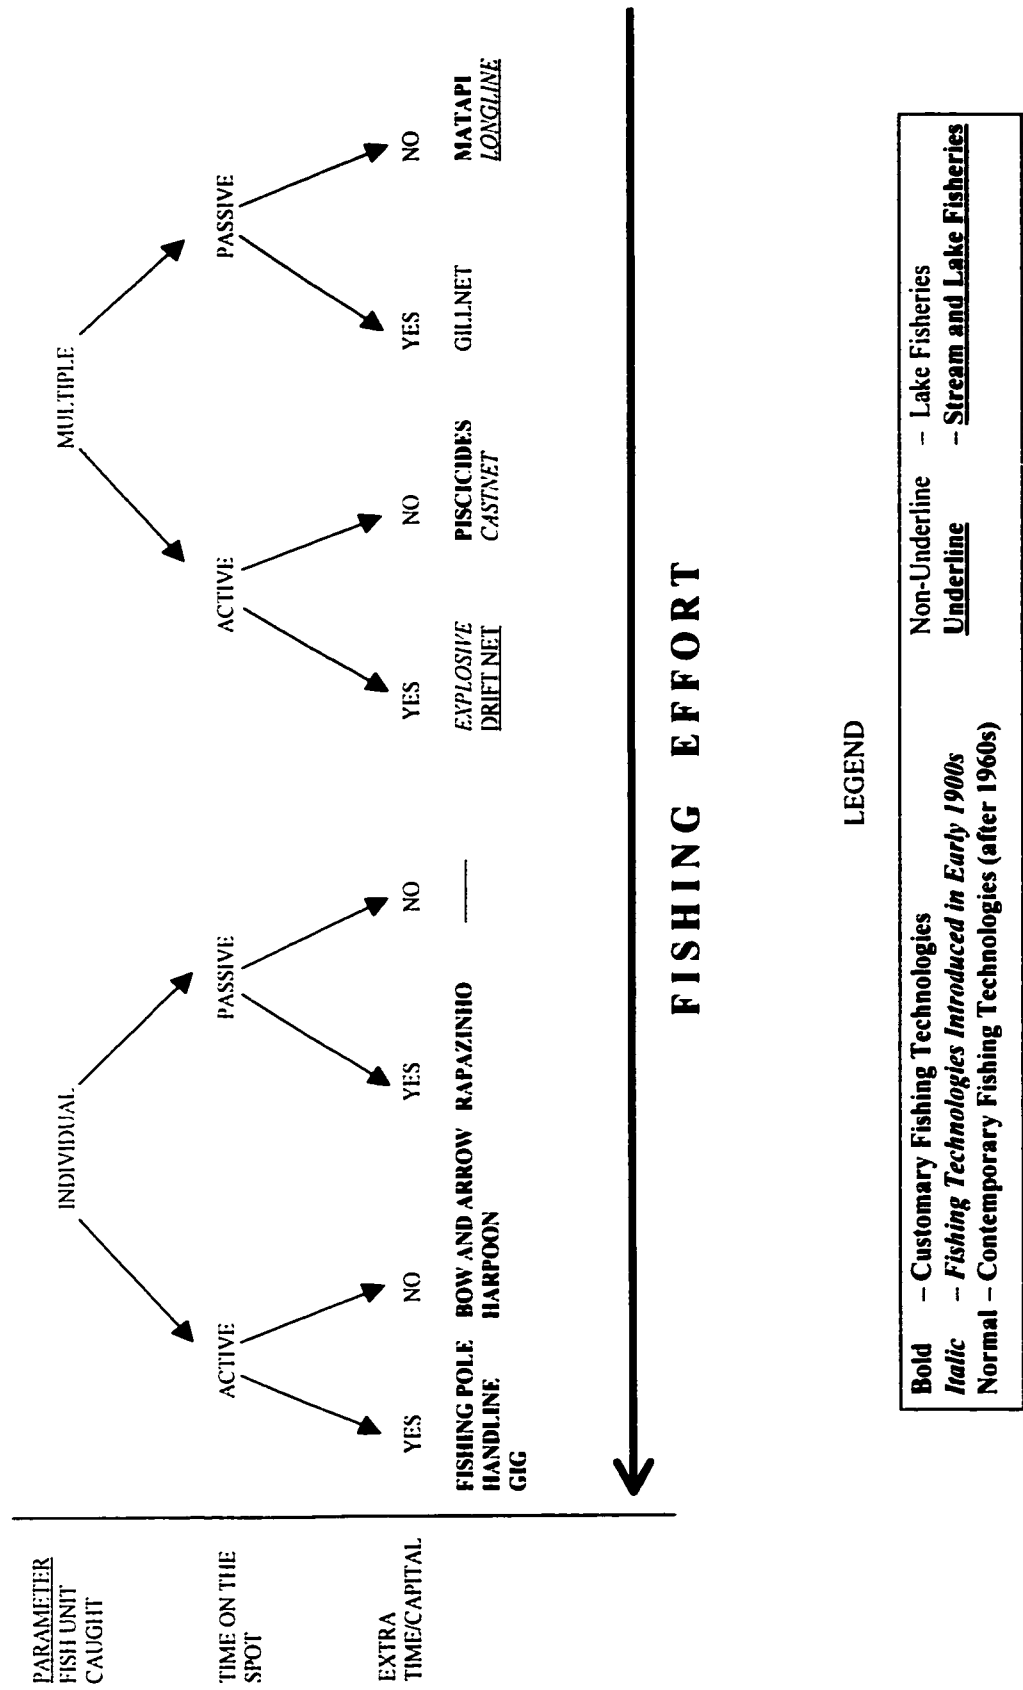 PARAMETER
FISH UNIT
CAUGHT
INDIVIDUAL
MULTIPLE
TIME ON THE
SPOT
ACTIVE
PASSIVE
ACTIVE
PASSIVE
EXTRA
TIME/CAPITAL
YES
NO
YES
NO
YES
NO
YES
NO
FISHING POLE
HANDLINE
GIG
BOW AND ARROW
HARPOON
RAPAZINHO
EXPLOSIVE
DRIFT NET
PISCICIDES
CASTNET
GILLNET
MATAPI
LONGLINE
FISHING EFFORT
LEGEND
Bold – Customary Fishing Technologies
Italic – Fishing Technologies Introduced in Early 1900s
Normal – Contemporary Fishing Technologies (after 1960s)
Non-Underline – Lake Fisheries
Underline – Stream and Lake Fisheries